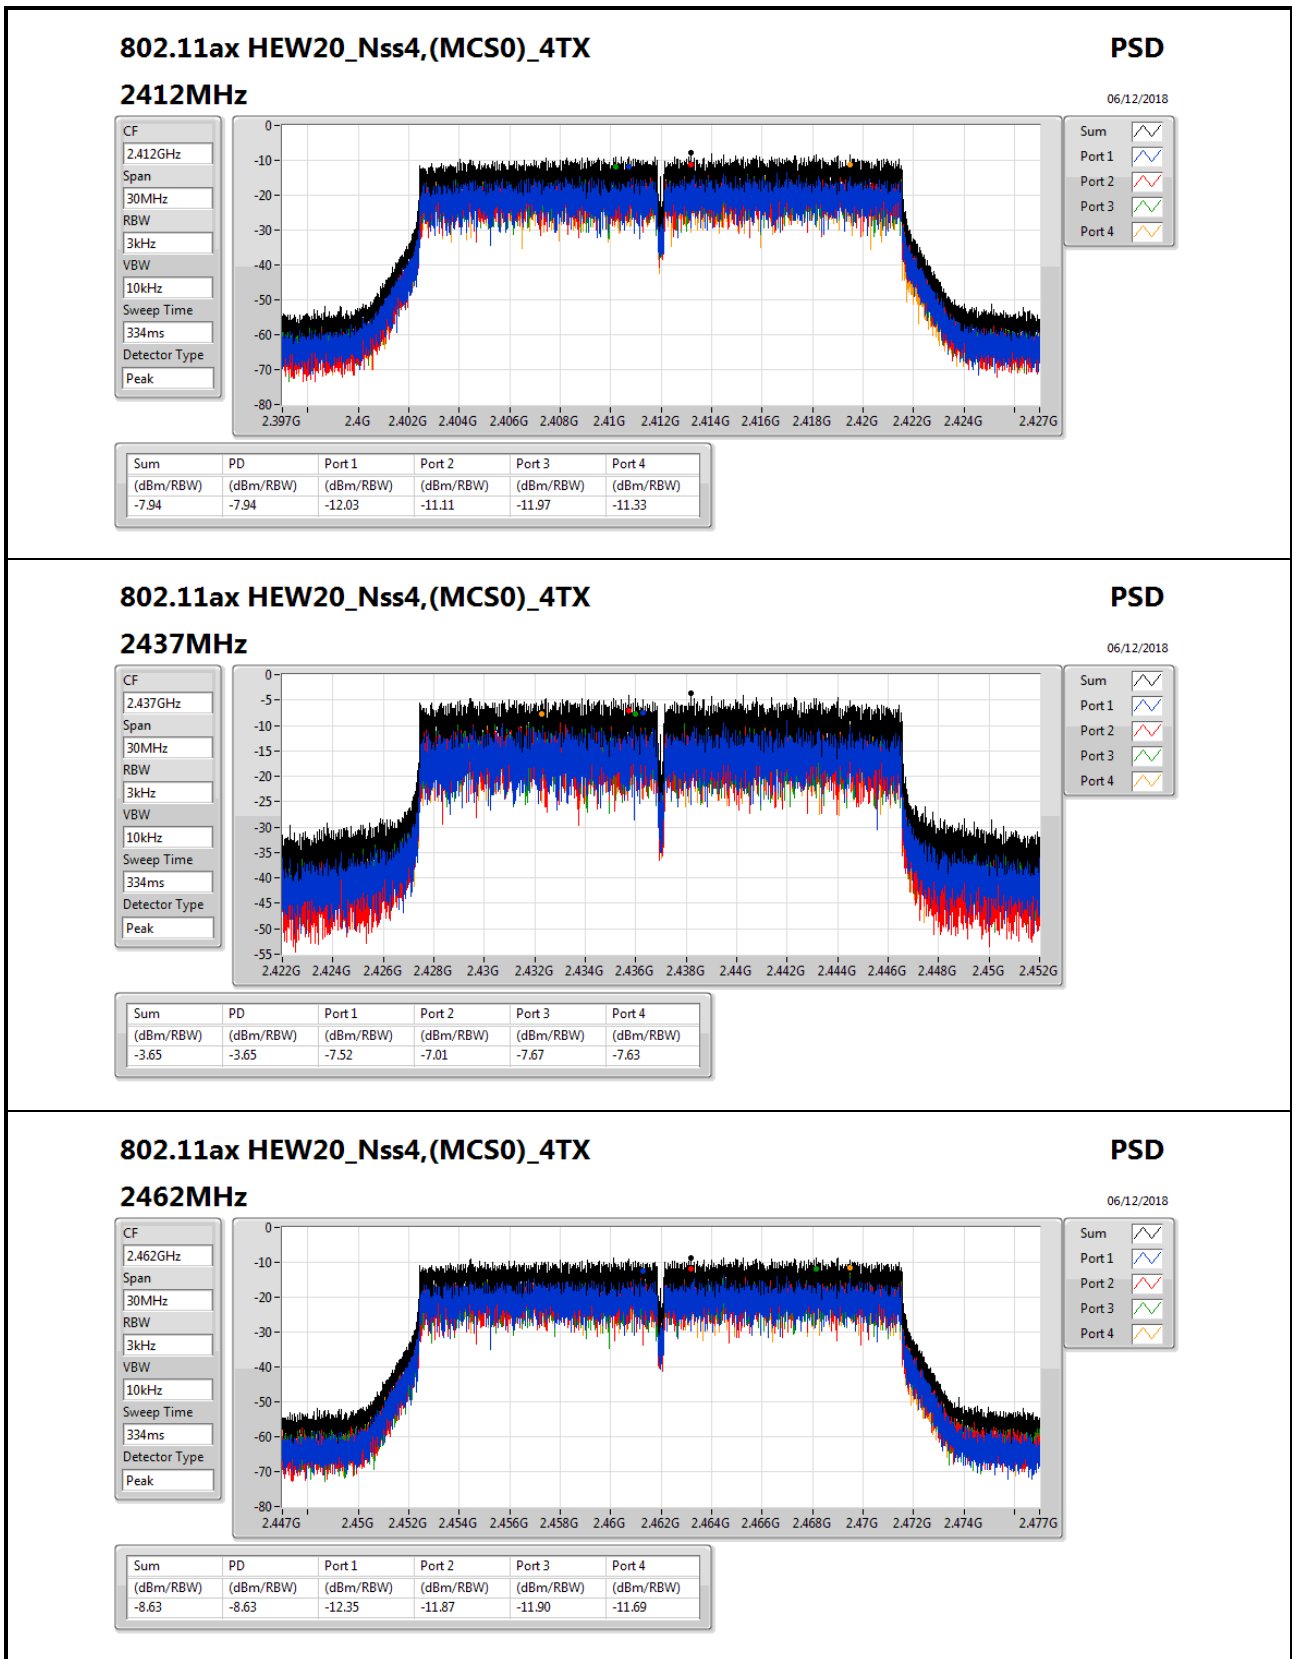 802.11ax HEW20_Nss4,(MCS0)_4TX PSD
2412MHz 06/12/2018
CF
2.412GHz
Span
30MHz
RBW
3kHz
VBW
10kHz
Sweep Time
334ms
Detector Type
Peak
0
-10
-20
-30
-40
-50
-60
-70
-80
2.397G 2.4G 2.402G 2.404G 2.406G 2.408G 2.41G 2.412G 2.414G 2.416G 2.418G 2.42G 2.422G 2.424G 2.427G
Sum
Port 1
Port 2
Port 3
Port 4
Sum PD Port 1 Port 2 Port 3 Port 4
(dBm/RBW) (dBm/RBW) (dBm/RBW) (dBm/RBW) (dBm/RBW) (dBm/RBW)
-7.94 -7.94 -12.03 -11.11 -11.97 -11.33
802.11ax HEW20_Nss4,(MCS0)_4TX PSD
2437MHz 06/12/2018
CF
2.437GHz
Span
30MHz
RBW
3kHz
VBW
10kHz
Sweep Time
334ms
Detector Type
Peak
0
-5
-10
-15
-20
-25
-30
-35
-40
-45
-50
-55
2.422G 2.424G 2.426G 2.428G 2.43G 2.432G 2.434G 2.436G 2.438G 2.44G 2.442G 2.444G 2.446G 2.448G 2.45G 2.452G
Sum
Port 1
Port 2
Port 3
Port 4
Sum PD Port 1 Port 2 Port 3 Port 4
(dBm/RBW) (dBm/RBW) (dBm/RBW) (dBm/RBW) (dBm/RBW) (dBm/RBW)
-3.65 -3.65 -7.52 -7.01 -7.67 -7.63
802.11ax HEW20_Nss4,(MCS0)_4TX PSD
2462MHz 06/12/2018
CF
2.462GHz
Span
30MHz
RBW
3kHz
VBW
10kHz
Sweep Time
334ms
Detector Type
Peak
0
-10
-20
-30
-40
-50
-60
-70
-80
2.447G 2.45G 2.452G 2.454G 2.456G 2.458G 2.46G 2.462G 2.464G 2.466G 2.468G 2.47G 2.472G 2.474G 2.477G
Sum
Port 1
Port 2
Port 3
Port 4
Sum PD Port 1 Port 2 Port 3 Port 4
(dBm/RBW) (dBm/RBW) (dBm/RBW) (dBm/RBW) (dBm/RBW) (dBm/RBW)
-8.63 -8.63 -12.35 -11.87 -11.90 -11.69